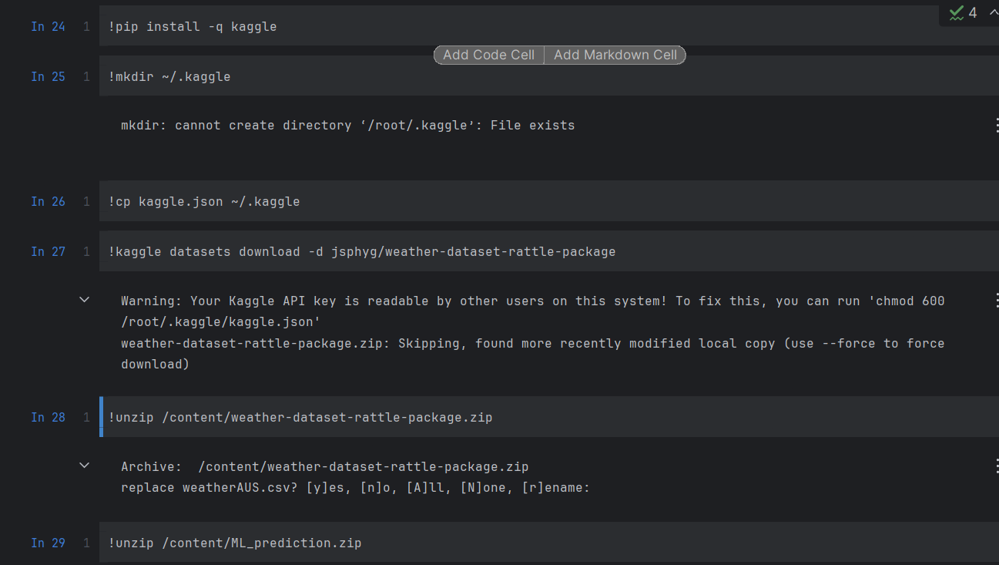 4
In 24 1 !pip install -q kaggle
Add Code Cell Add Markdown Cell
In 25 1 !mkdir ~/.kaggle
mkdir: cannot create directory ‘/root/.kaggle’: File exists
In 26 1 !cp kaggle.json ~/.kaggle
In 27 1 !kaggle datasets download -d jsphyg/weather-dataset-rattle-package
Warning: Your Kaggle API key is readable by other users on this system! To fix this, you can run 'chmod 600
/root/.kaggle/kaggle.json'
weather-dataset-rattle-package.zip: Skipping, found more recently modified local copy (use --force to force
download)
In 28 1 !unzip /content/weather-dataset-rattle-package.zip
Archive:  /content/weather-dataset-rattle-package.zip
replace weatherAUS.csv? [y]es, [n]o, [A]ll, [N]one, [r]ename:
In 29 1 !unzip /content/ML_prediction.zip